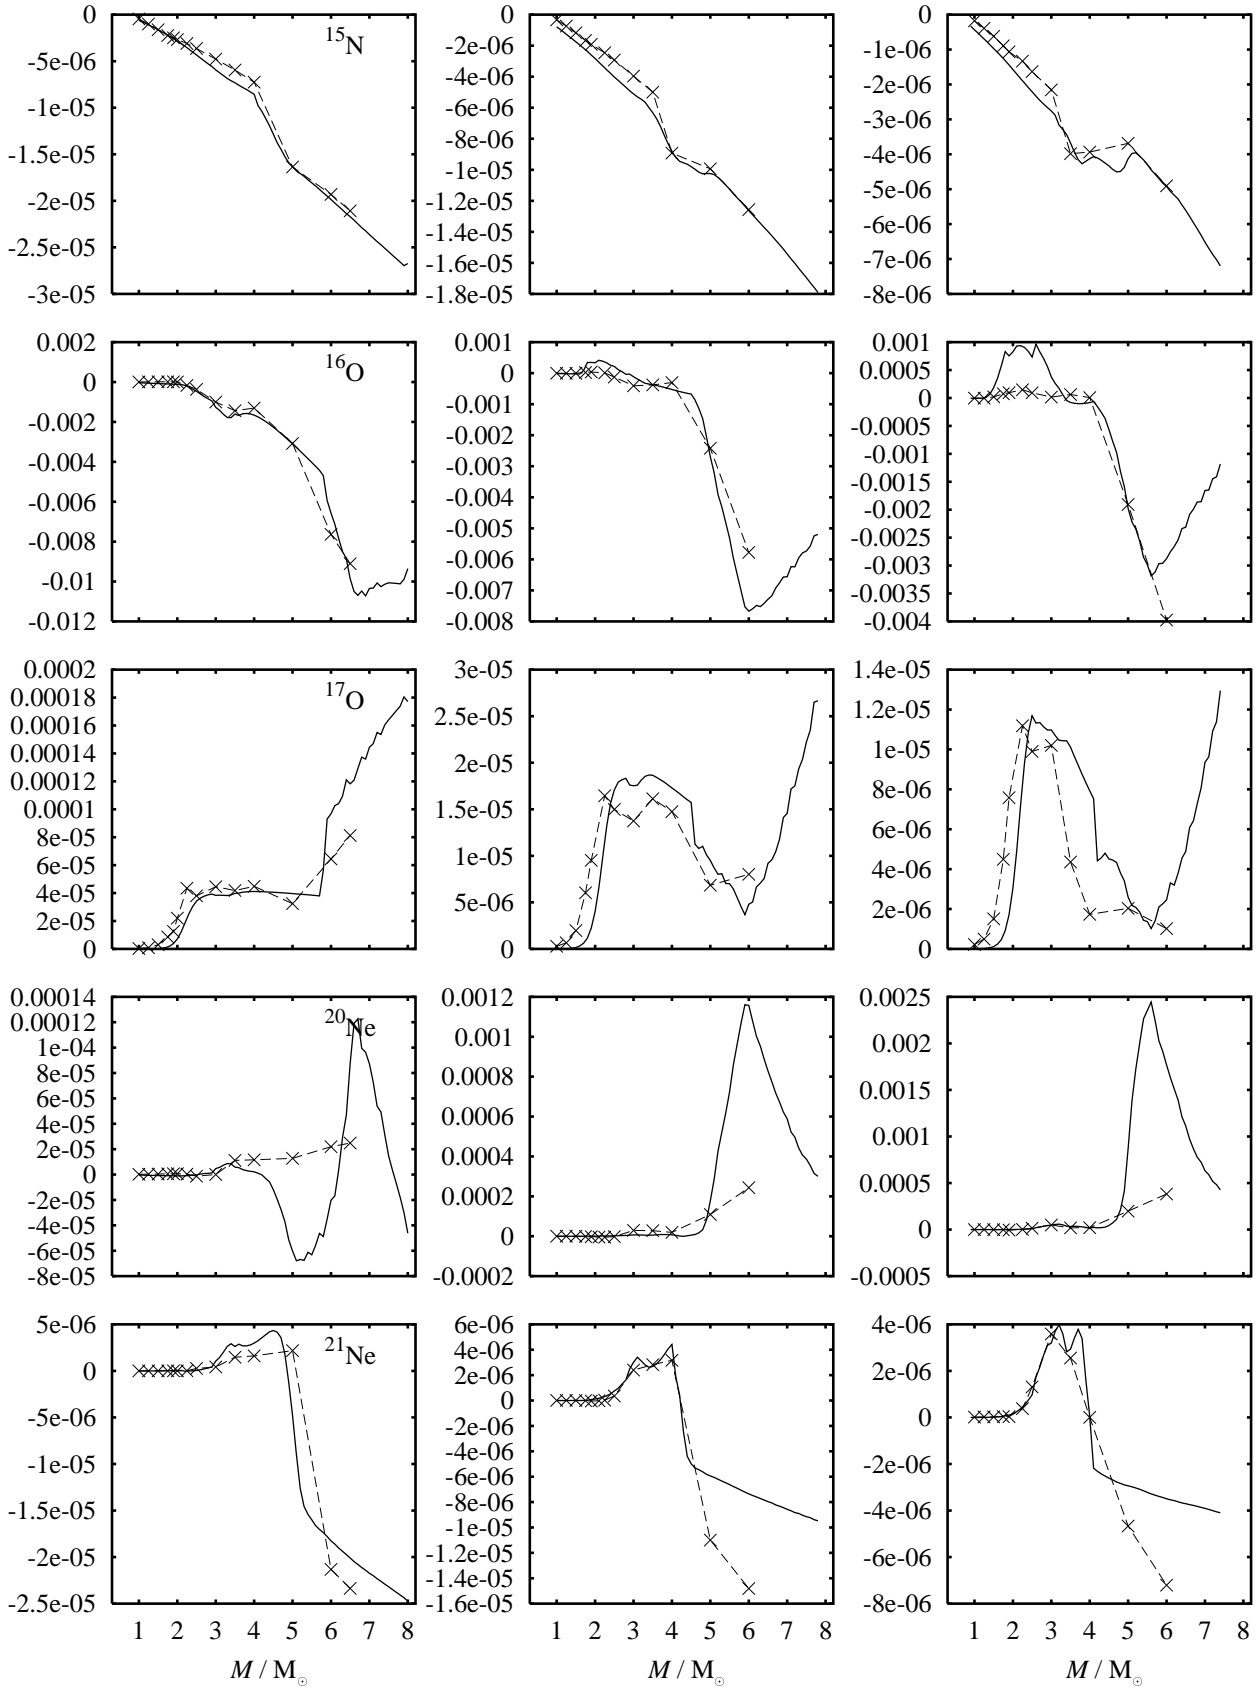 0
-5e-06
-1e-05
-1.5e-05
-2e-05
-2.5e-05
-3e-05
¹⁵N
0
-2e-06
-4e-06
-6e-06
-8e-06
-1e-05
-1.2e-05
-1.4e-05
-1.6e-05
-1.8e-05
0
-1e-06
-2e-06
-3e-06
-4e-06
-5e-06
-6e-06
-7e-06
-8e-06
0.002
0
-0.002
-0.004
-0.006
-0.008
-0.01
-0.012
¹⁶O
0.001
0
-0.001
-0.002
-0.003
-0.004
-0.005
-0.006
-0.007
-0.008
0.001
0.0005
0
-0.0005
-0.001
-0.0015
-0.002
-0.0025
-0.003
-0.0035
-0.004
0.0002
0.00018
0.00016
0.00014
0.00012
0.0001
8e-05
6e-05
4e-05
2e-05
0
¹⁷O
3e-05
2.5e-05
2e-05
1.5e-05
1e-05
5e-06
0
1.4e-05
1.2e-05
1e-05
8e-06
6e-06
4e-06
2e-06
0
0.00014
0.00012
1e-04
8e-05
6e-05
4e-05
2e-05
0
-2e-05
-4e-05
-6e-05
-8e-05
²⁰Ne
0.0012
0.001
0.0008
0.0006
0.0004
0.0002
0
-0.0002
0.0025
0.002
0.0015
0.001
0.0005
0
-0.0005
5e-06
0
-5e-06
-1e-05
-1.5e-05
-2e-05
-2.5e-05
²¹Ne
6e-06
4e-06
2e-06
0
-2e-06
-4e-06
-6e-06
-8e-06
-1e-05
-1.2e-05
-1.4e-05
-1.6e-05
4e-06
2e-06
0
-2e-06
-4e-06
-6e-06
-8e-06
1 2 3 4 5 6 7 8
1 2 3 4 5 6 7 8
1 2 3 4 5 6 7 8
M / M☉
M / M☉
M / M☉